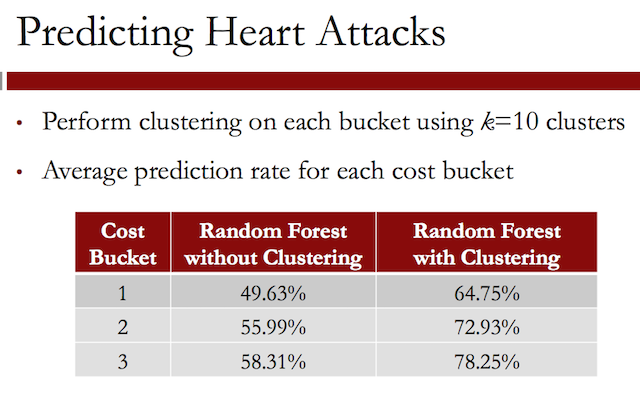 Predicting Heart Attacks
• Perform clustering on each bucket using k=10 clusters
• Average prediction rate for each cost bucket
Cost Bucket Random Forest without Clustering Random Forest with Clustering
1 49.63% 64.75%
2 55.99% 72.93%
3 58.31% 78.25%